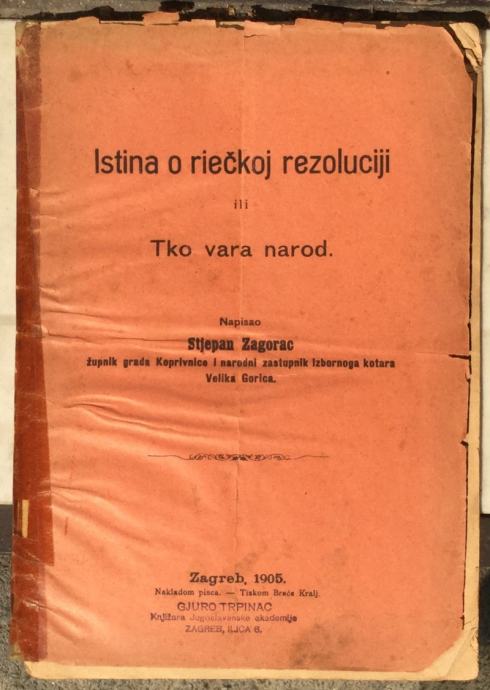 Istina o riečkoj rezoluciji
ili
Tko vara narod.
Napisao
Stjepan Zagorac
župnik grada Koprivnice i narodni zastupnik izbornoga kotara
Velika Gorica.
Zagreb, 1905.
Nakladom pisca. — Tiskom Braće Kralj.
GJURO TRPINAC
Knjižara Jugoslavenske akademije
ZAGREB, ILICA 6.